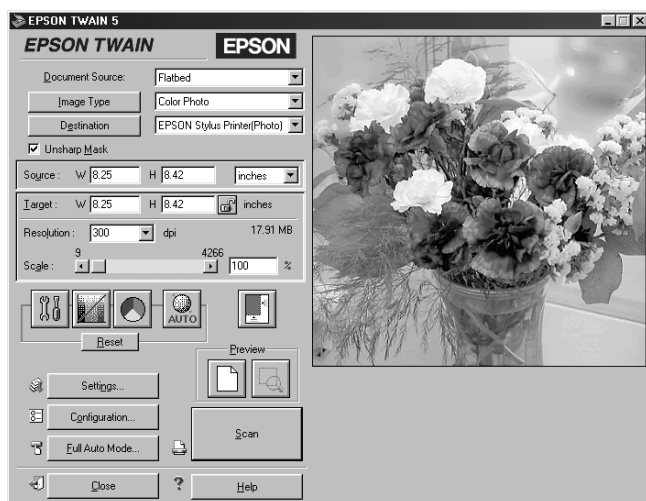 EPSON TWAIN 5
EPSON TWAIN EPSON
Document Source: Flatbed
Image Type Color Photo
Destination EPSON Stylus Printer(Photo)
Unsharp Mask
Source : W 8.25 H 8.42 inches
Target : W 8.25 H 8.42 inches
Resolution : 300 dpi 17.91 MB
9 4266
Scale : 100 %
AUTO
Reset
Preview
Settings...
Configuration...
Scan
Full Auto Mode...
Close ? Help